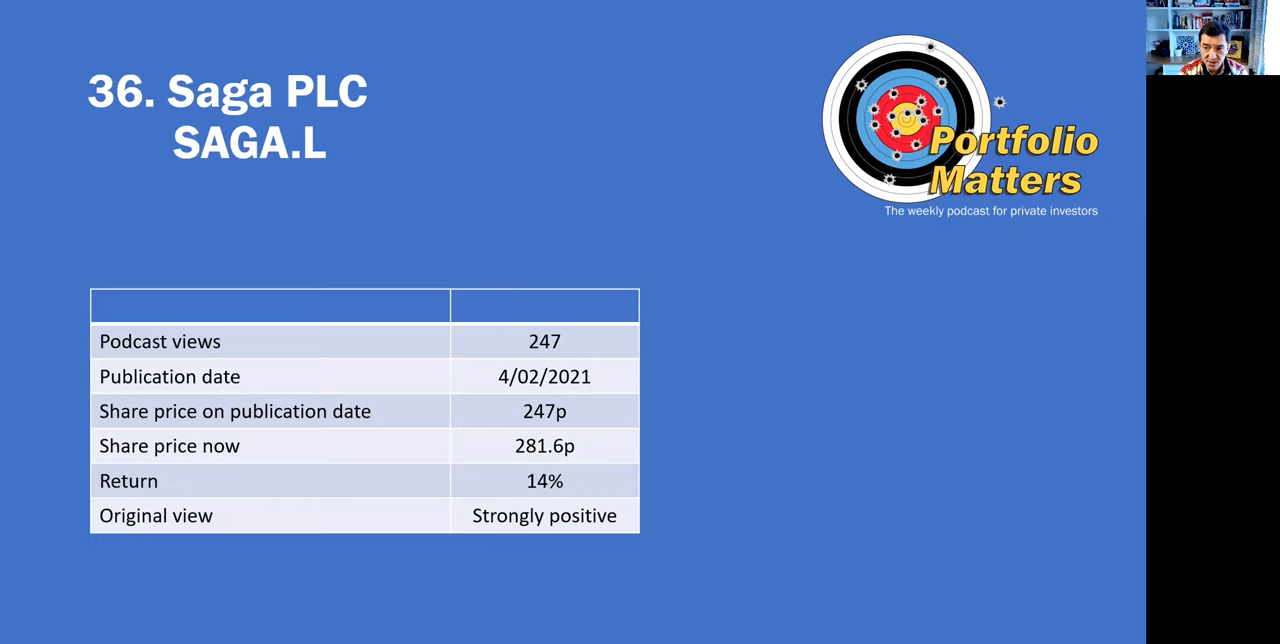 36. Saga PLC
SAGA.L
Portfolio
Matters
The weekly podcast for private investors
Podcast views 247
Publication date 4/02/2021
Share price on publication date 247p
Share price now 281.6p
Return 14%
Original view Strongly positive